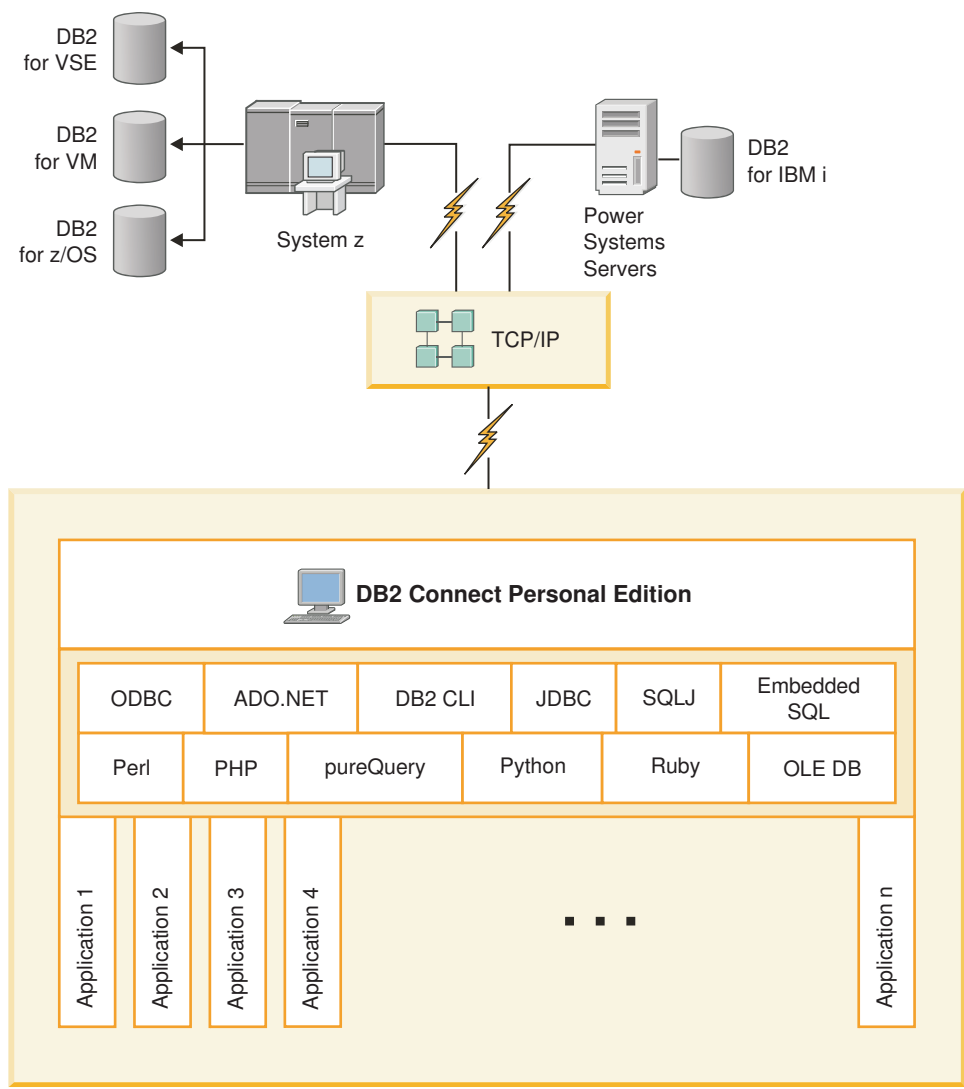 DB2
for VSE
DB2
for VM
DB2
for z/OS
System z
Power
Systems
Servers
DB2
for IBM i
TCP/IP
DB2 Connect Personal Edition
ODBC
ADO.NET
DB2 CLI
JDBC
SQLJ
Embedded
SQL
Perl
PHP
pureQuery
Python
Ruby
OLE DB
Application 1
Application 2
Application 3
Application 4
. . .
Application n